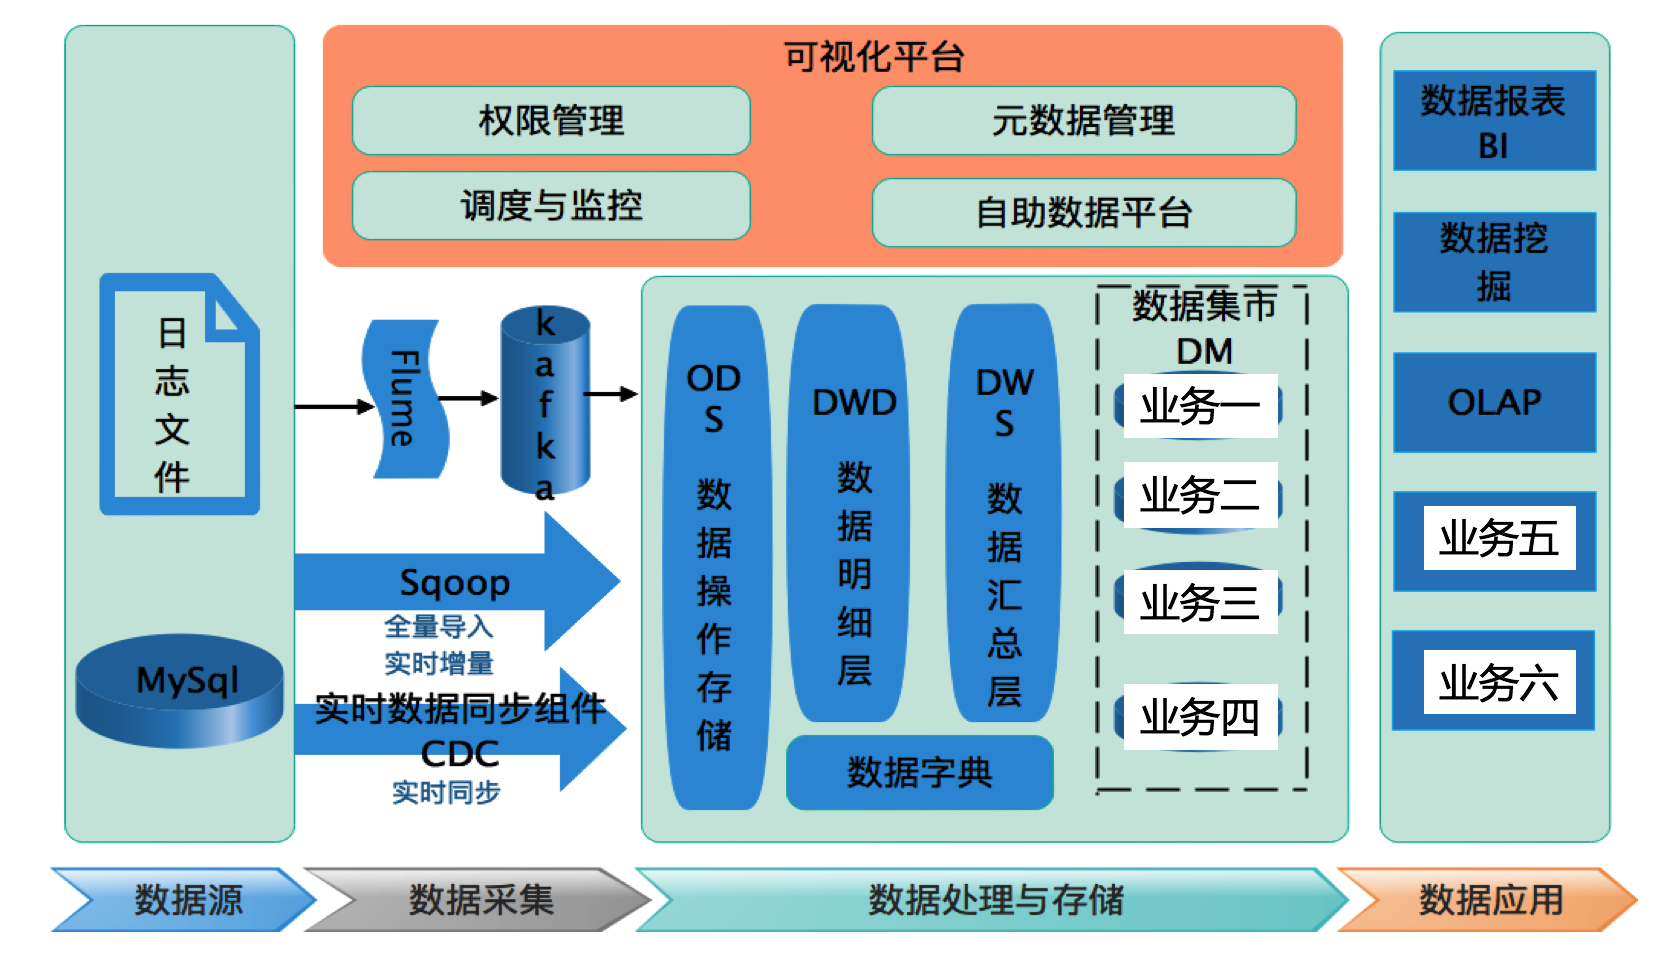 可视化平台
权限管理
元数据管理
调度与监控
自助数据平台
日
志
文
件
MySql
Flume
k
a
f
k
a
Sqoop
全量导入
实时增量
实时数据同步组件
CDC
实时同步
OD
S
数
据
操
作
存
储
DWD
数
据
明
细
层
DW
S
数
据
汇
总
层
数据字典
数据集市
DM
业务一
业务二
业务三
业务四
数据报表
BI
数据挖
掘
OLAP
业务五
业务六
数据源
数据采集
数据处理与存储
数据应用